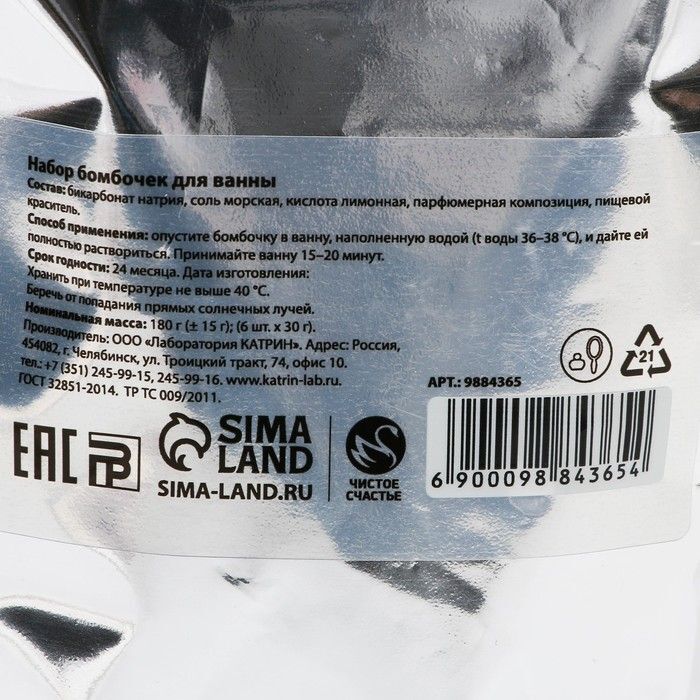 Набор бомбочек для ванны
Состав: бикарбонат натрия, соль морская, кислота лимонная, парфюмерная композиция, пищевой
краситель.
Способ применения: опустите бомбочку в ванну, наполненную водой (t воды 36–38 °C), и дайте ей
полностью раствориться. Принимайте ванну 15–20 минут.
Срок годности: 24 месяца. Дата изготовления:
Хранить при температуре не выше 40 °C.
Беречь от попадания прямых солнечных лучей.
Номинальная масса: 180 г (± 15 г); (6 шт. х 30 г).
Производитель: ООО «Лаборатория КАТРИН». Адрес: Россия,
454082, г. Челябинск, ул. Троицкий тракт, 74, офис 10.
тел.: +7 (351) 245-99-15, 245-99-16. www.katrin-lab.ru.
ГОСТ 32851-2014. ТР ТС 009/2011.
21
АРТ.: 9884365
6 900098 843654
EAC
SIMA
LAND
SIMA-LAND.RU
ЧИСТОЕ
СЧАСТЬЕ